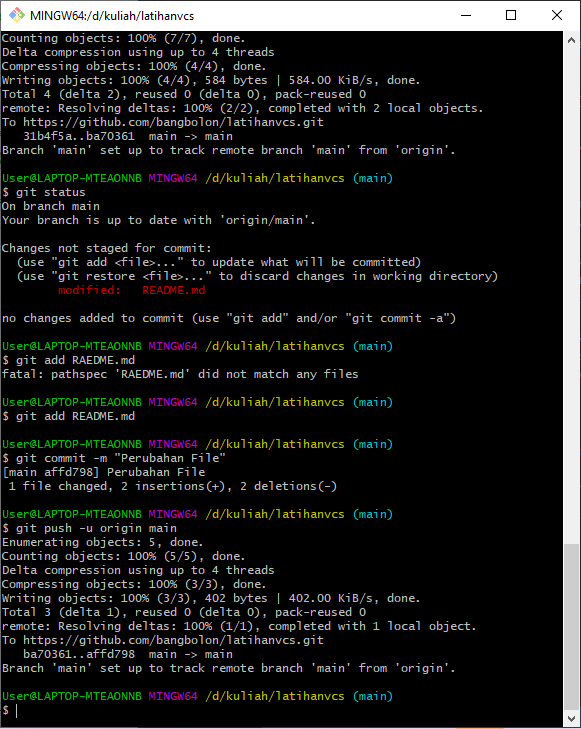 MINGW64:/d/kuliah/latihanvcs
Counting objects: 100% (7/7), done.
Delta compression using up to 4 threads
Compressing objects: 100% (4/4), done.
Writing objects: 100% (4/4), 584 bytes | 584.00 KiB/s, done.
Total 4 (delta 2), reused 0 (delta 0), pack-reused 0
remote: Resolving deltas: 100% (2/2), completed with 2 local objects.
To https://github.com/bangbolon/latihanvcs.git
   31b4f5a..ba70361  main -> main
Branch 'main' set up to track remote branch 'main' from 'origin'.

User@LAPTOP-MTEAONNB MINGW64 /d/kuliah/latihanvcs (main)
$ git status
On branch main
Your branch is up to date with 'origin/main'.

Changes not staged for commit:
  (use "git add <file>..." to update what will be committed)
  (use "git restore <file>..." to discard changes in working directory)
        modified:   README.md

no changes added to commit (use "git add" and/or "git commit -a")

User@LAPTOP-MTEAONNB MINGW64 /d/kuliah/latihanvcs (main)
$ git add RAEDME.md
fatal: pathspec 'RAEDME.md' did not match any files

User@LAPTOP-MTEAONNB MINGW64 /d/kuliah/latihanvcs (main)
$ git add README.md

User@LAPTOP-MTEAONNB MINGW64 /d/kuliah/latihanvcs (main)
$ git commit -m "Perubahan File"
[main affd798] Perubahan File
 1 file changed, 2 insertions(+), 2 deletions(-)

User@LAPTOP-MTEAONNB MINGW64 /d/kuliah/latihanvcs (main)
$ git push -u origin main
Enumerating objects: 5, done.
Counting objects: 100% (5/5), done.
Delta compression using up to 4 threads
Compressing objects: 100% (3/3), done.
Writing objects: 100% (3/3), 402 bytes | 402.00 KiB/s, done.
Total 3 (delta 1), reused 0 (delta 0), pack-reused 0
remote: Resolving deltas: 100% (1/1), completed with 1 local object.
To https://github.com/bangbolon/latihanvcs.git
   ba70361..affd798  main -> main
Branch 'main' set up to track remote branch 'main' from 'origin'.

User@LAPTOP-MTEAONNB MINGW64 /d/kuliah/latihanvcs (main)
$